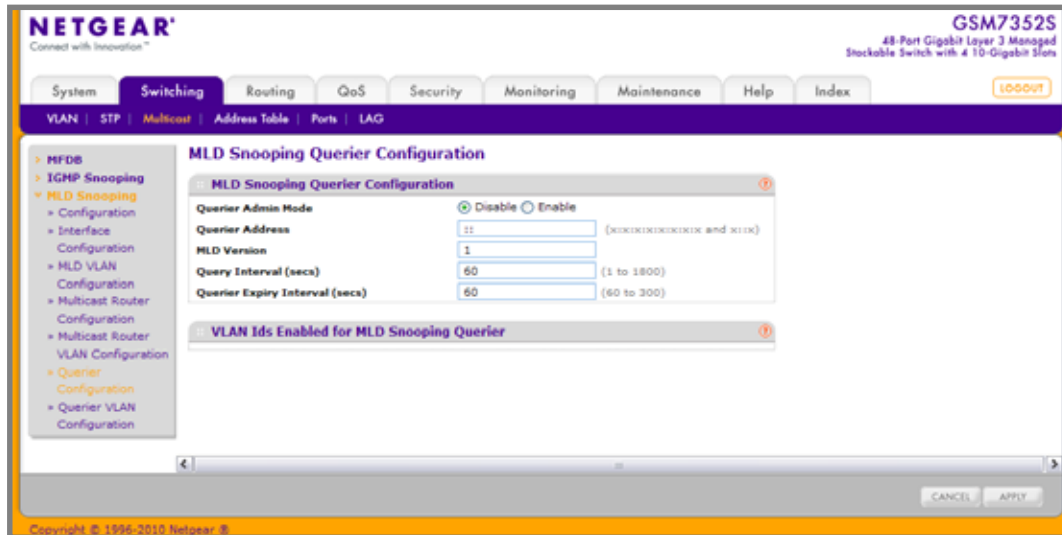 NETGEAR®
Connect with Innovation™
GSM7352S
48-Port Gigabit Layer 3 Managed
Stackable Switch with 4 10-Gigabit Slots
System Switching Routing QoS Security Monitoring Maintenance Help Index LOGOUT
VLAN | STP | Multicast | Address Table | Ports | LAG
MFDB
IGMP Snooping
MLD Snooping
» Configuration
» Interface
Configuration
» MLD VLAN
Configuration
» Multicast Router
Configuration
» Multicast Router
VLAN Configuration
» Querier
Configuration
» Querier VLAN
Configuration
MLD Snooping Querier Configuration
MLD Snooping Querier Configuration
Querier Admin Mode Disable Enable
Querier Address :: (x:x:x:x:x:x:x:x and x::x)
MLD Version 1
Query Interval (secs) 60 (1 to 1800)
Querier Expiry Interval (secs) 60 (60 to 300)
VLAN Ids Enabled for MLD Snooping Querier
CANCEL APPLY
Copyright © 1996-2010 Netgear ®